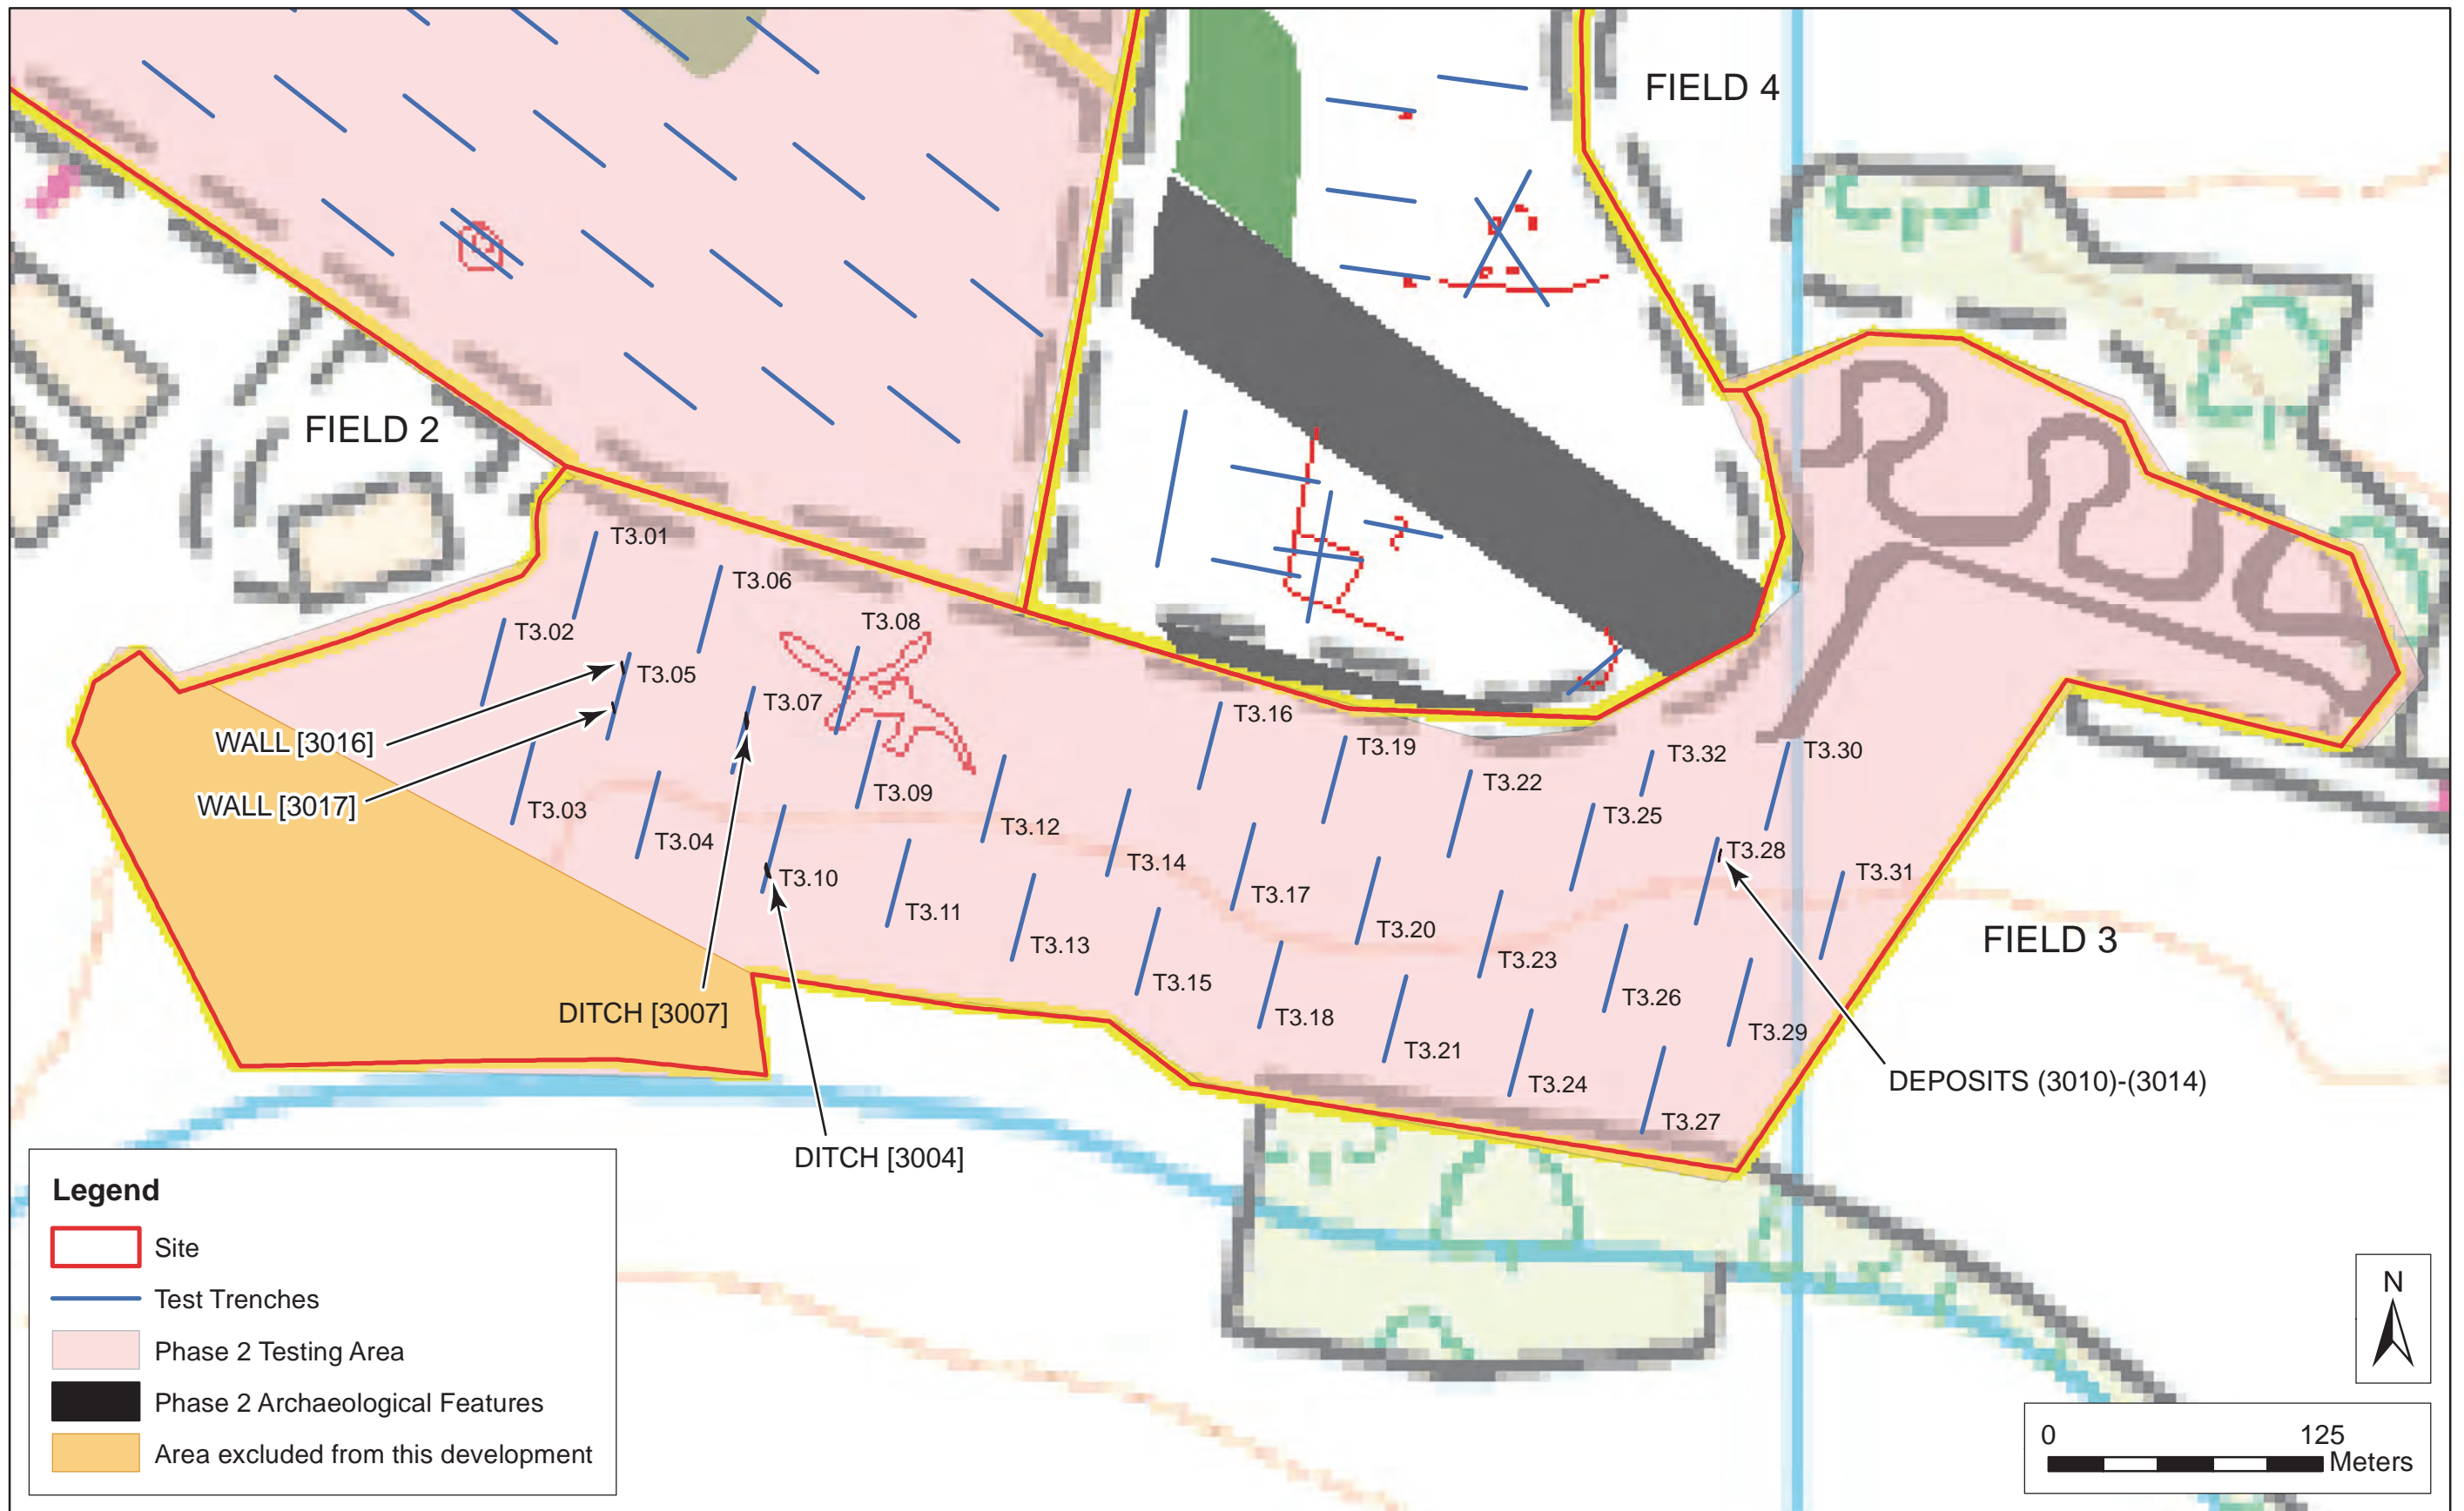 FIELD 4
FIELD 2
T3.01
T3.06
T3.08
T3.02
T3.05
T3.07
T3.16
WALL [3016]
T3.19
T3.32
T3.30
T3.22
WALL [3017]
T3.09
T3.03
T3.25
T3.12
T3.04
T3.28
T3.14
T3.10
T3.31
T3.17
T3.11
T3.20
FIELD 3
T3.13
T3.23
T3.15
T3.26
DITCH [3007]
T3.18
T3.29
T3.21
DEPOSITS (3010)-(3014)
T3.24
T3.27
DITCH [3004]
Legend
Site
Test Trenches
Phase 2 Testing Area
Phase 2 Archaeological Features
Area excluded from this development
N
0 125
Meters